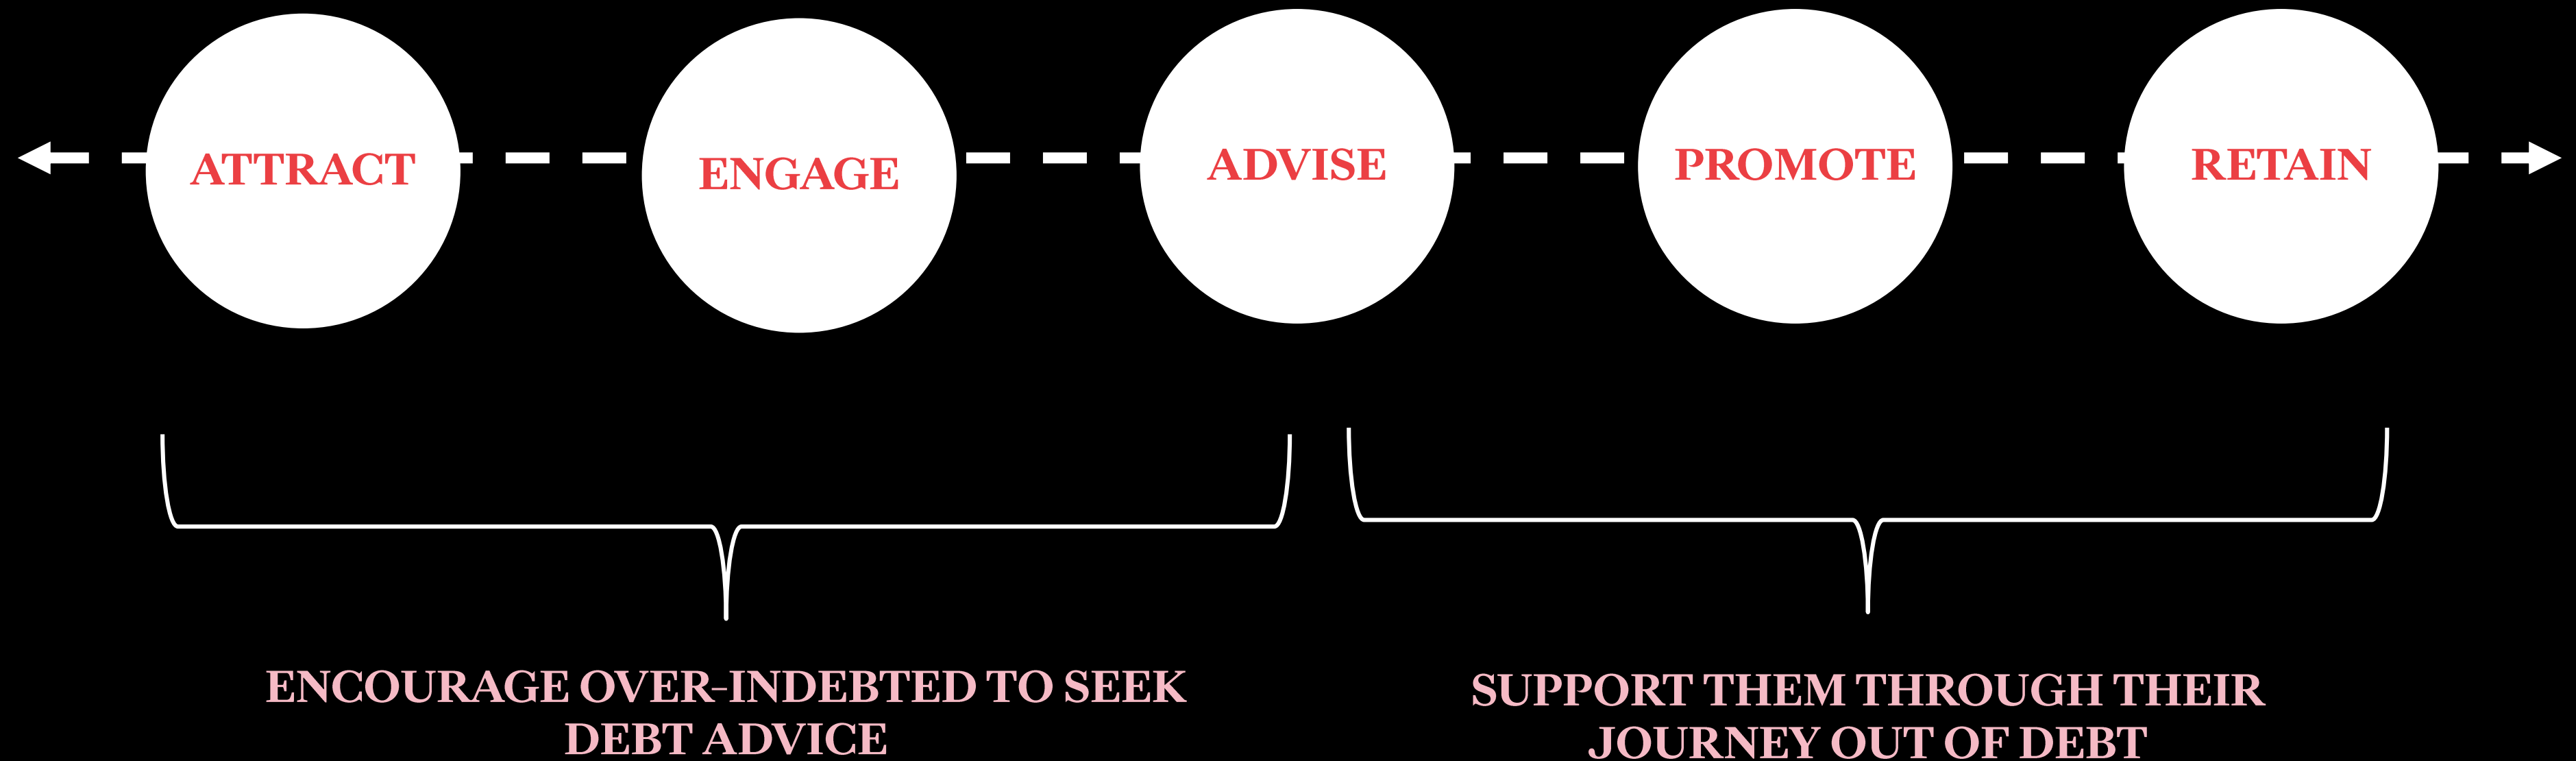 ATTRACT
ENGAGE
ADVISE
PROMOTE
RETAIN
ENCOURAGE OVER-INDEBTED TO SEEK
DEBT ADVICE
SUPPORT THEM THROUGH THEIR
JOURNEY OUT OF DEBT